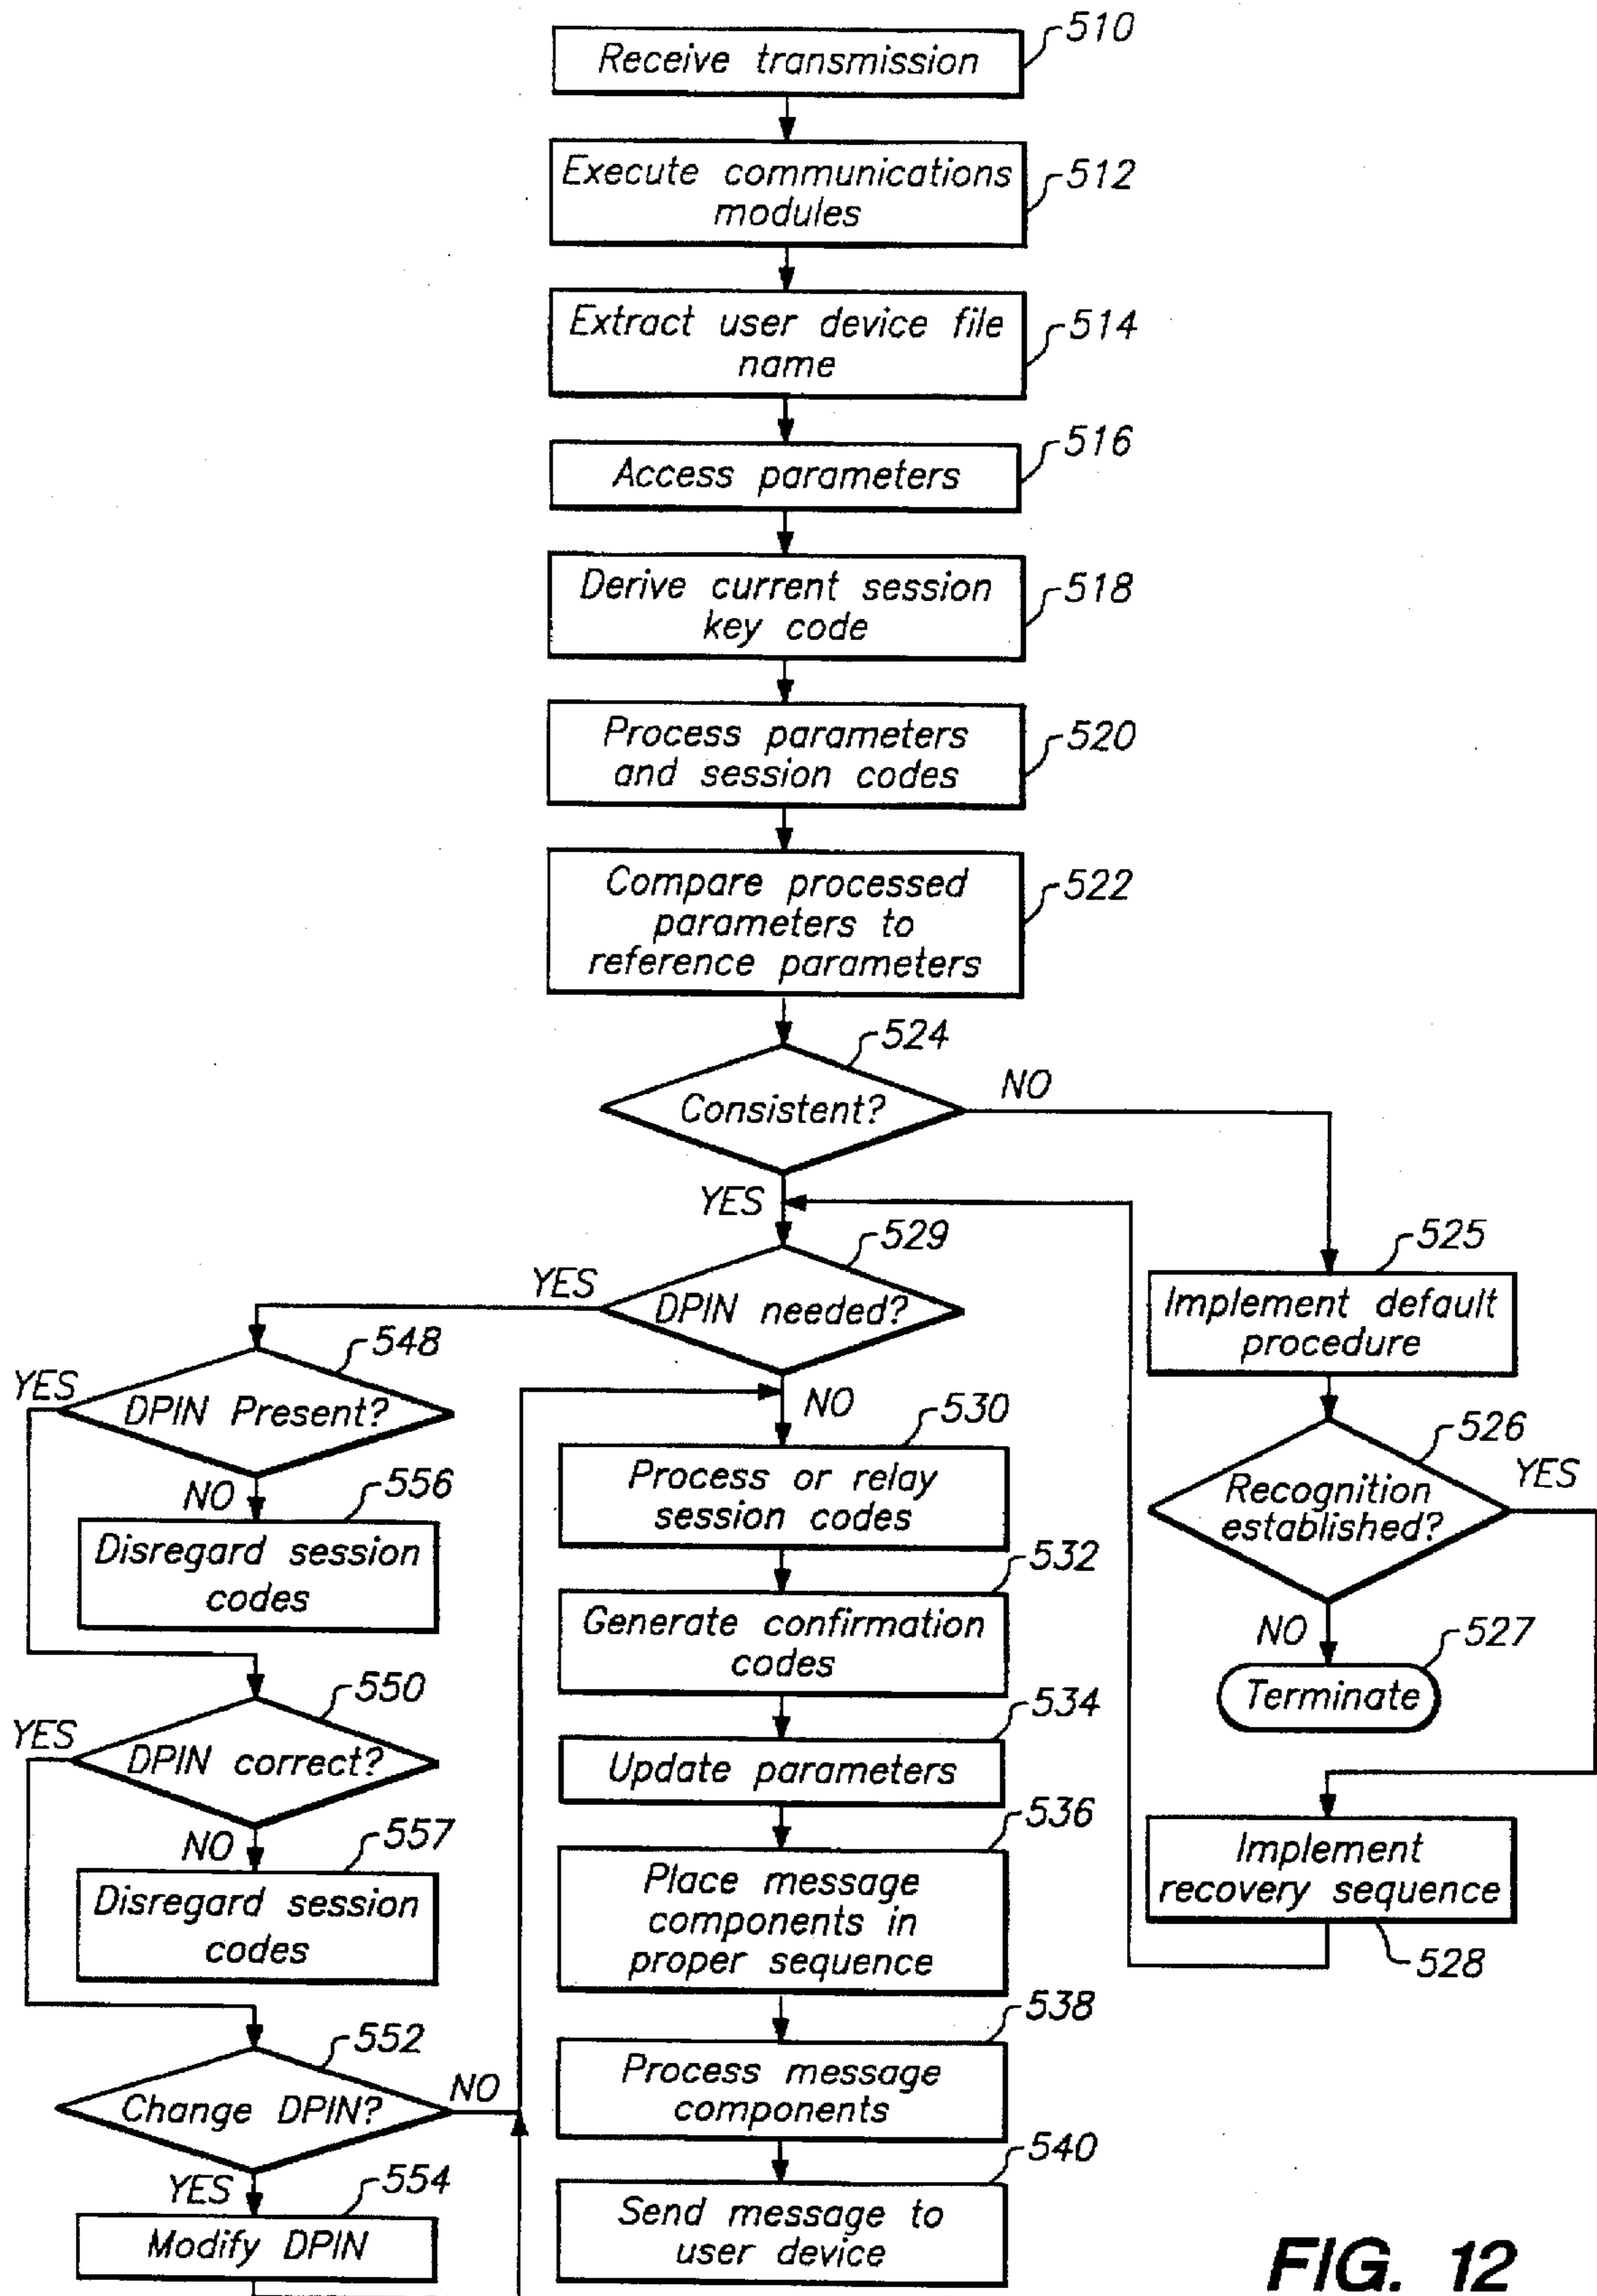 510
Receive transmission
Execute communications
modules
512
Extract user device file
name
514
516
Access parameters
Derive current session
key code
518
Process parameters
and session codes
520
Compare processed
parameters to
reference parameters
522
524
Consistent?
NO
YES
529
DPIN needed?
YES
NO
525
Implement default
procedure
526
Recognition
established?
YES
NO
527
Terminate
Implement
recovery sequence
528
548
DPIN Present?
YES
NO
556
Disregard session
codes
550
DPIN correct?
YES
NO
557
Disregard session
codes
552
Change DPIN?
NO
YES
554
Modify DPIN
530
Process or relay
session codes
532
Generate confirmation
codes
534
Update parameters
536
Place message
components in
proper sequence
538
Process message
components
540
Send message to
user device
FIG. 12